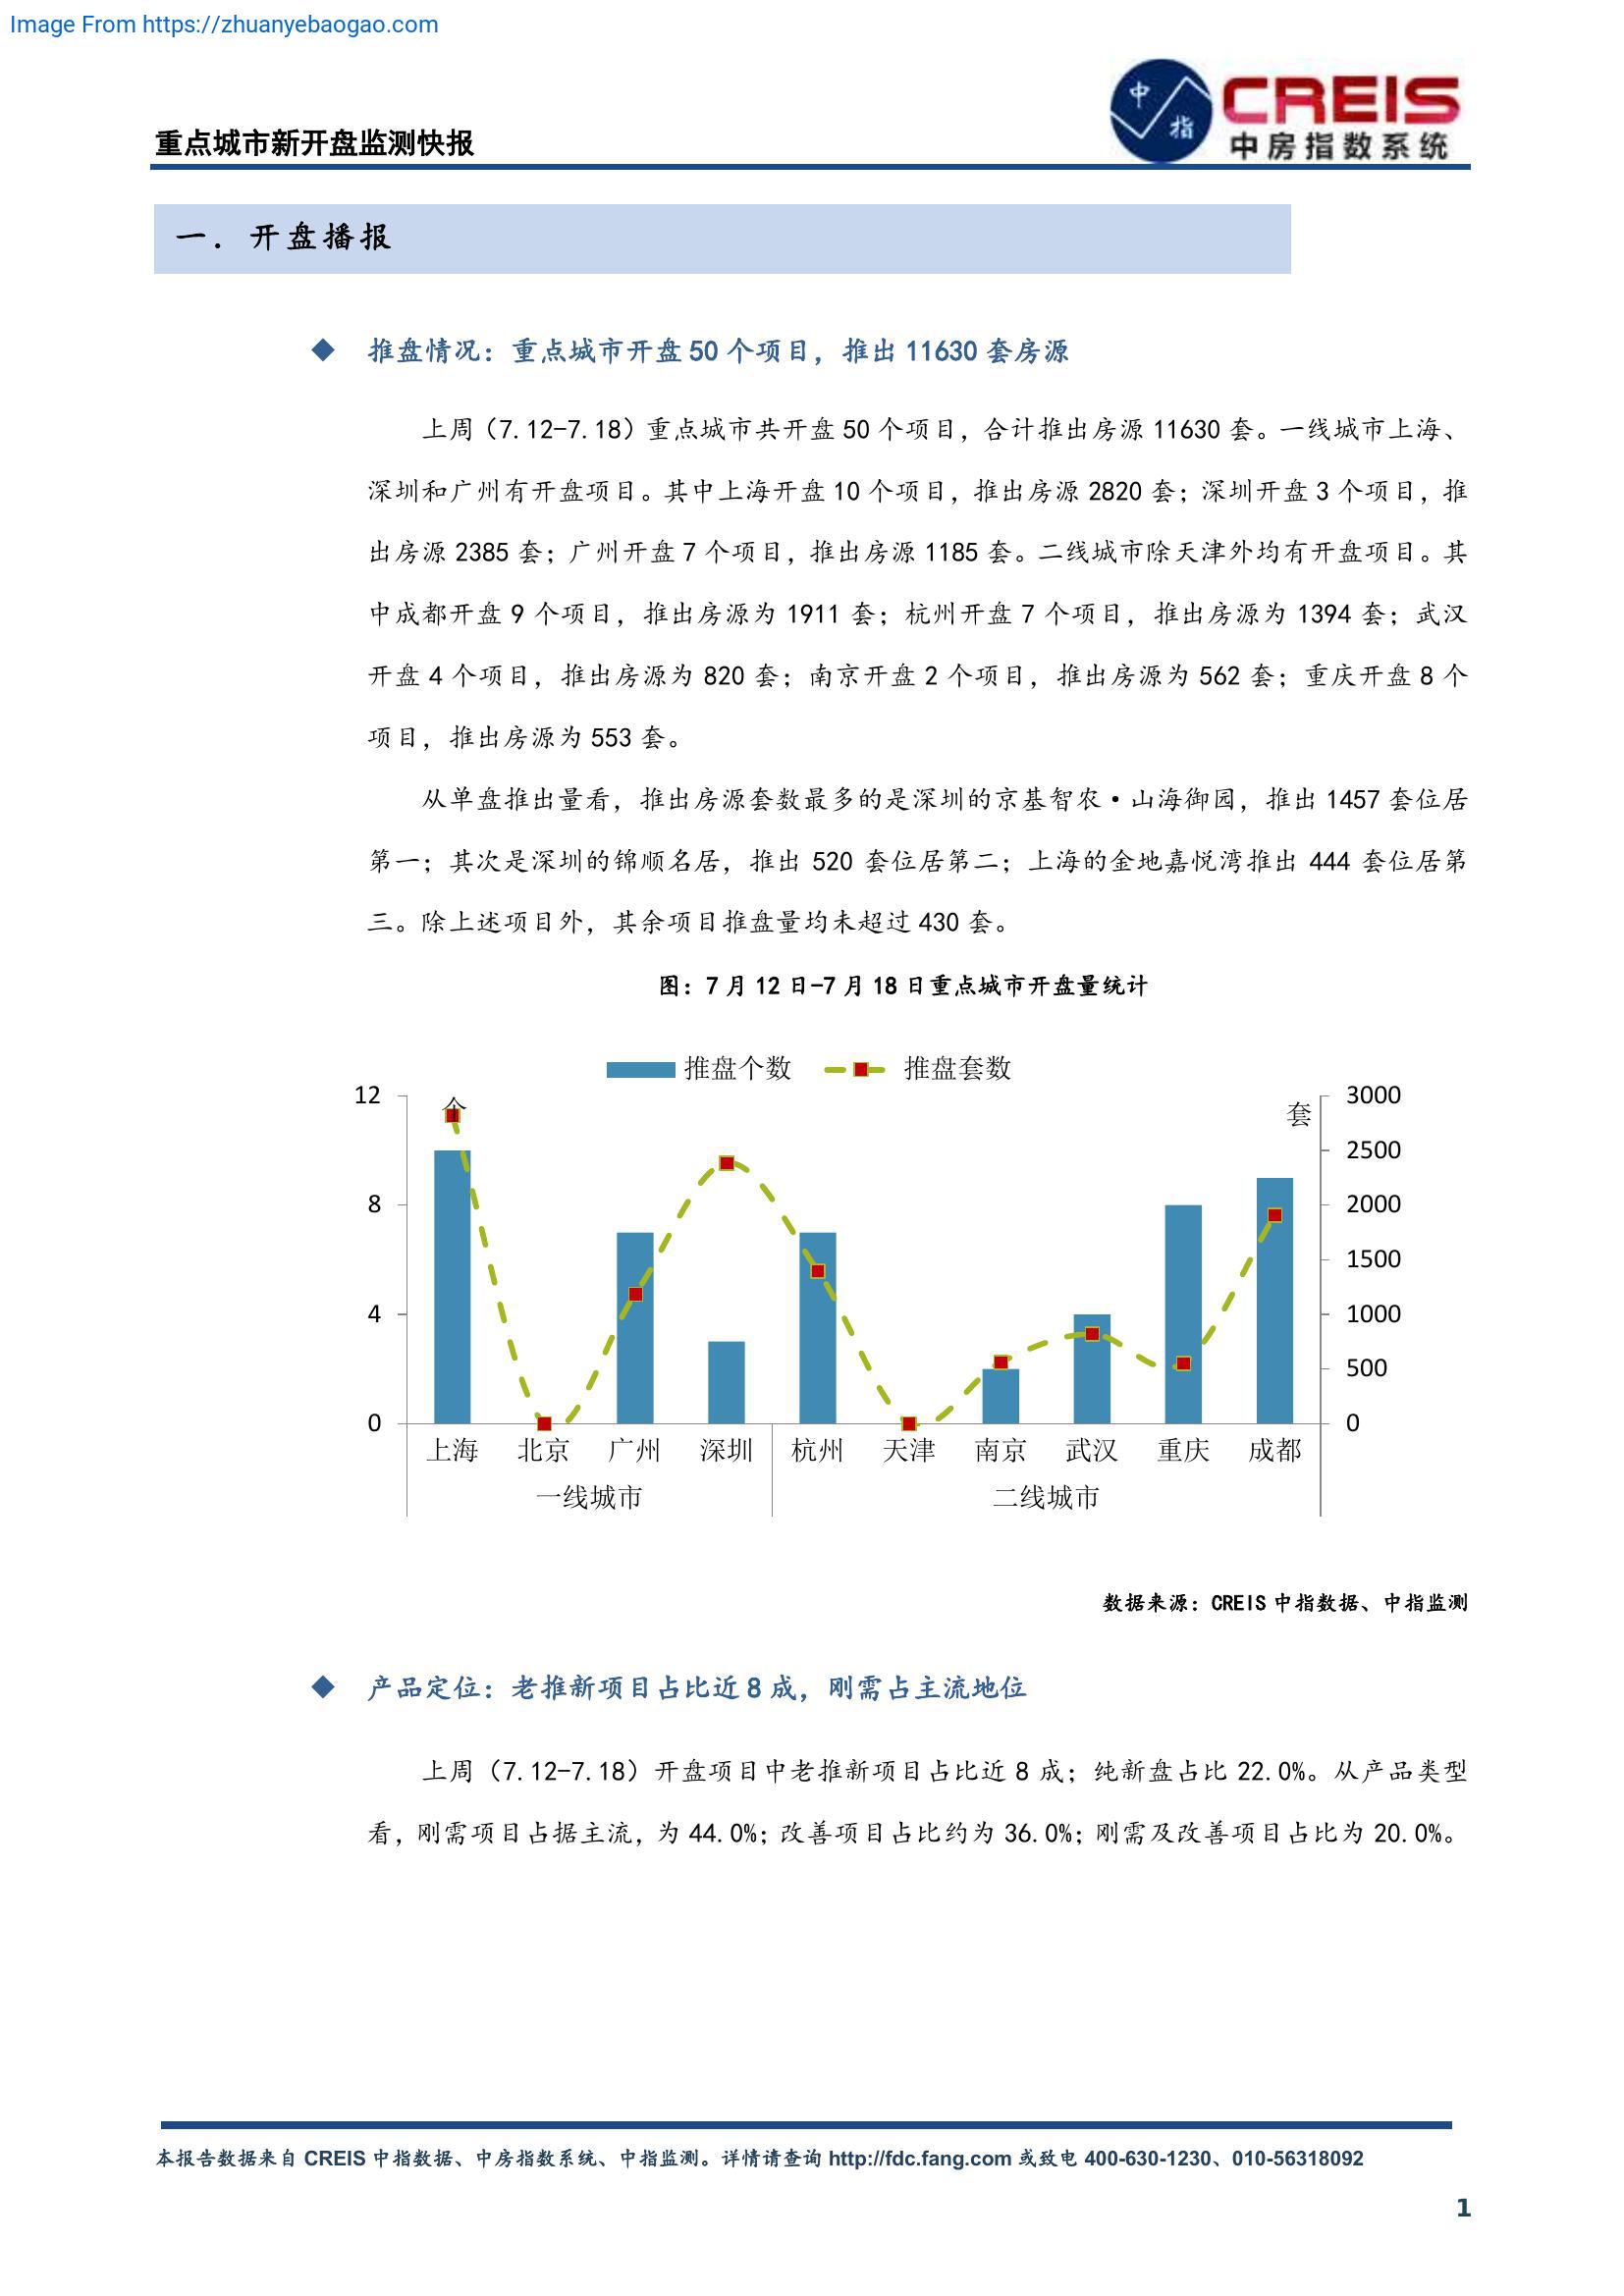 Image From https://zhuanyebaogao.com
中
指
CREIS
中房指数系统
重点城市新开盘监测快报
一. 开盘播报
◆ 推盘情况：重点城市开盘 50 个项目，推出 11630 套房源
上周（7.12-7.18）重点城市共开盘 50 个项目，合计推出房源 11630 套。一线城市上海、
深圳和广州有开盘项目。其中上海开盘 10 个项目，推出房源 2820 套；深圳开盘 3 个项目，推
出房源 2385 套；广州开盘 7 个项目，推出房源 1185 套。二线城市除天津外均有开盘项目。其
中成都开盘 9 个项目，推出房源为 1911 套；杭州开盘 7 个项目，推出房源为 1394 套；武汉
开盘 4 个项目，推出房源为 820 套；南京开盘 2 个项目，推出房源为 562 套；重庆开盘 8 个
项目，推出房源为 553 套。
从单盘推出量看，推出房源套数最多的是深圳的京基智农·山海御园，推出 1457 套位居
第一；其次是深圳的锦顺名居，推出 520 套位居第二；上海的金地嘉悦湾推出 444 套位居第
三。除上述项目外，其余项目推盘量均未超过 430 套。
图：7 月 12 日-7 月 18 日重点城市开盘量统计
推盘个数 推盘套数
12 个 套 3000
2500
8 2000
1500
4 1000
500
0 0
上海 北京 广州 深圳 杭州 天津 南京 武汉 重庆 成都
一线城市 二线城市
数据来源：CREIS 中指数据、中指监测
◆ 产品定位：老推新项目占比近 8 成，刚需占主流地位
上周（7.12-7.18）开盘项目中老推新项目占比近 8 成；纯新盘占比 22.0%。从产品类型
看，刚需项目占据主流，为 44.0%；改善项目占比约为 36.0%；刚需及改善项目占比为 20.0%。
本报告数据来自 CREIS 中指数据、中房指数系统、中指监测。详情请查询 http://fdc.fang.com 或致电 400-630-1230、010-56318092
1